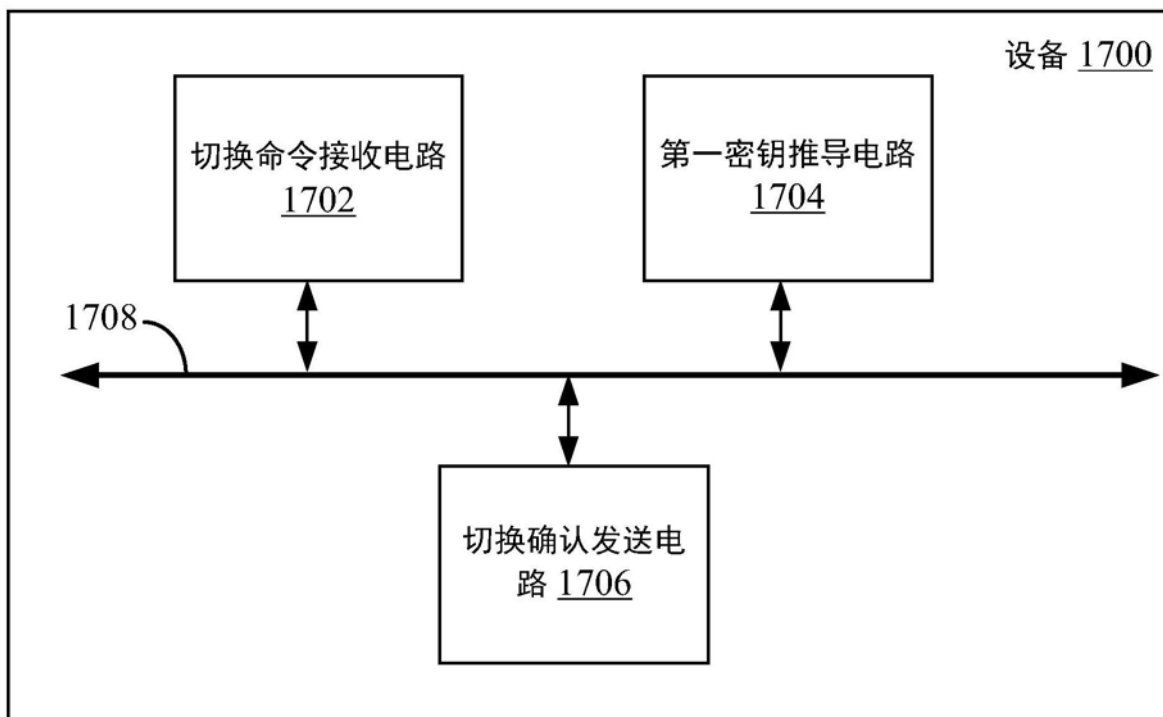 设备 1700
切换命令接收电路
1702
第一密钥推导电路
1704
1708
切换确认发送电
路 1706